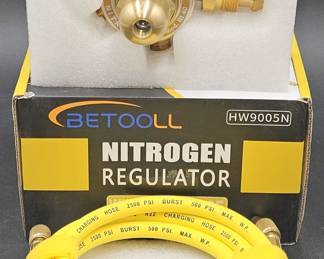 BETOOLL
HW9005N
NITROGEN
REGULATOR
CHARGING HOSE 2500 PSI BURST 500 PSI MAX. W.P.
CHARGING HOSE 2500 PSI BURST 500 PSI MAX. W.P.